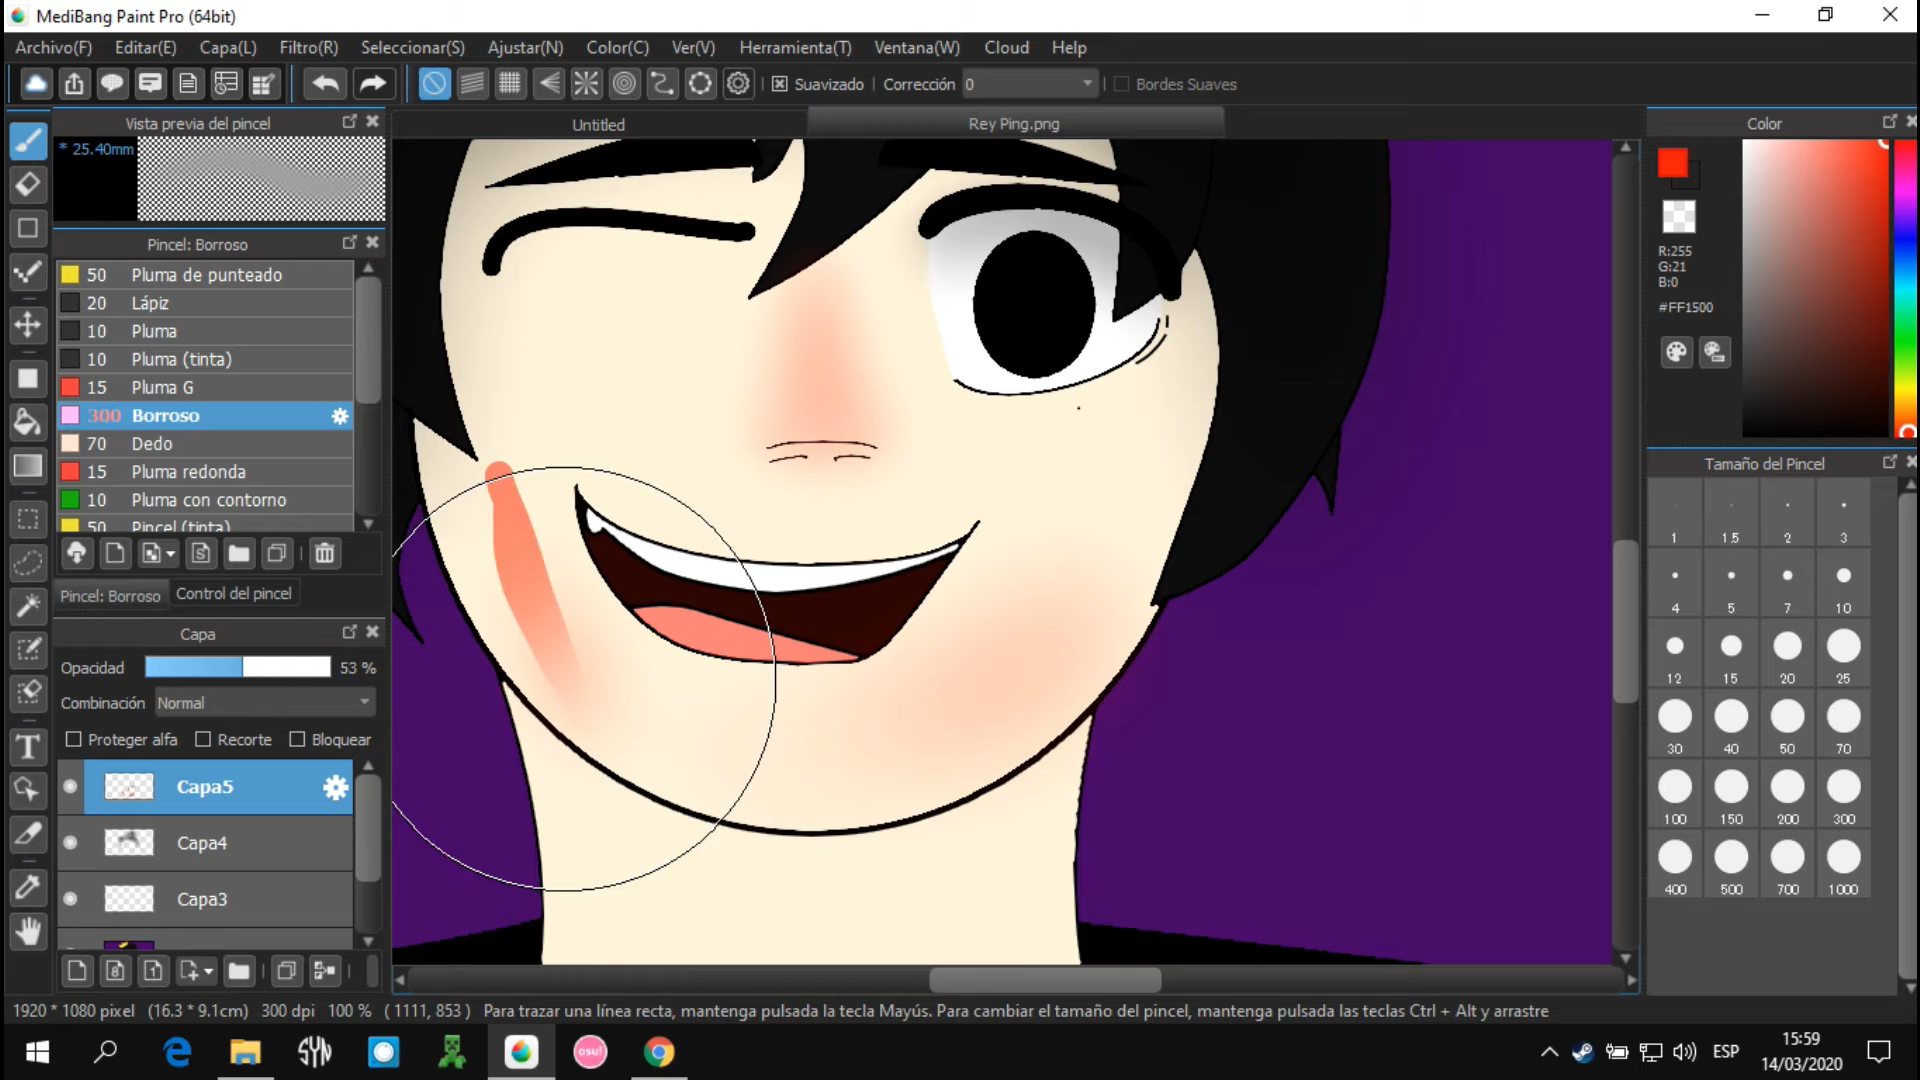 MediBang Paint Pro (64bit)
Archivo(F) Editar(E) Capa(L) Filtro(R) Seleccionar(S) Ajustar(N) Color(C) Ver(V) Herramienta(T) Ventana(W) Cloud Help
Suavizado Corrección 0 Bordes Suaves
Vista previa del pincel
* 25.40mm
Untitled
Rey Ping.png
Color
R:255
G:21
B:0
#FF1500
Pincel: Borroso
50 Pluma de punteado
20 Lápiz
10 Pluma
10 Pluma (tinta)
15 Pluma G
300 Borroso
70 Dedo
15 Pluma redonda
10 Pluma con contorno
50 Pincel (tinta)
Pincel: Borroso Control del pincel
Capa
Opacidad 53 %
Combinación Normal
Proteger alfa Recorte Bloquear
Capa5
Capa4
Capa3
Tamaño del Pincel
1 1.5 2 3
4 5 7 10
12 15 20 25
30 40 50 70
100 150 200 300
400 500 700 1000
1920 * 1080 pixel (16.3 * 9.1cm) 300 dpi 100 % ( 1111, 853 ) Para trazar una línea recta, mantenga pulsada la tecla Mayús. Para cambiar el tamaño del pincel, mantenga pulsada las teclas Ctrl + Alt y arrastre
SYN
osu!
ESP
15:59
14/03/2020